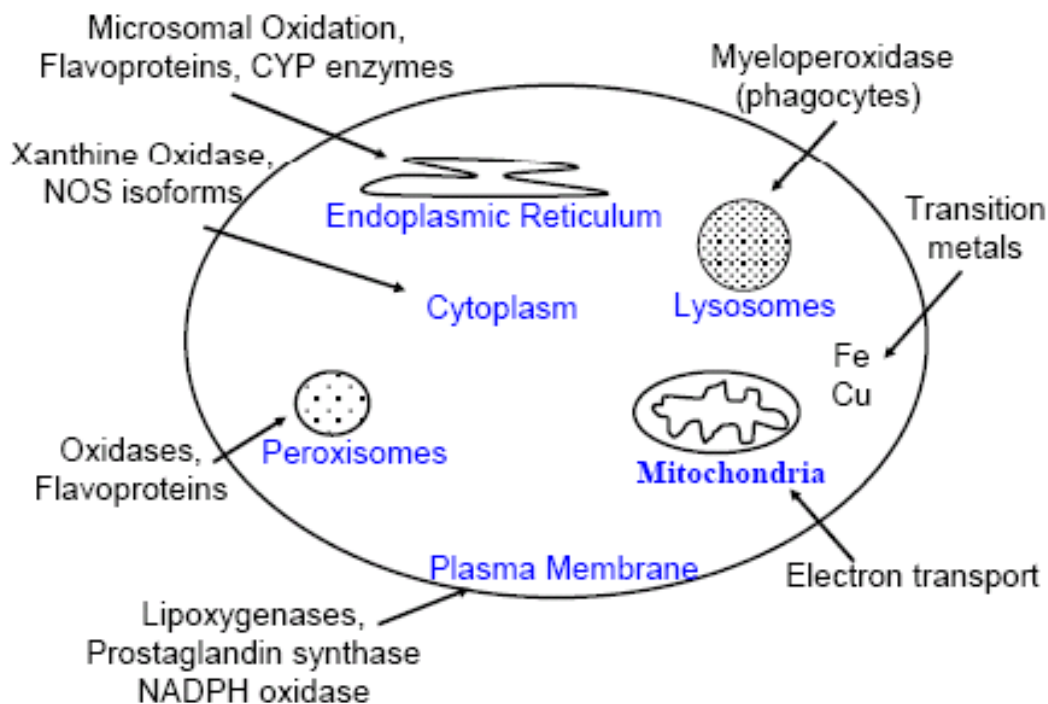 Microsomal Oxidation,
Flavoproteins, CYP enzymes
Myeloperoxidase
(phagocytes)
Xanthine Oxidase,
NOS isoforms
Endoplasmic Reticulum
Transition
metals
Cytoplasm
Lysosomes
Fe
Cu
Oxidases,
Flavoproteins
Peroxisomes
Mitochondria
Plasma Membrane
Electron transport
Lipoxygenases,
Prostaglandin synthase
NADPH oxidase